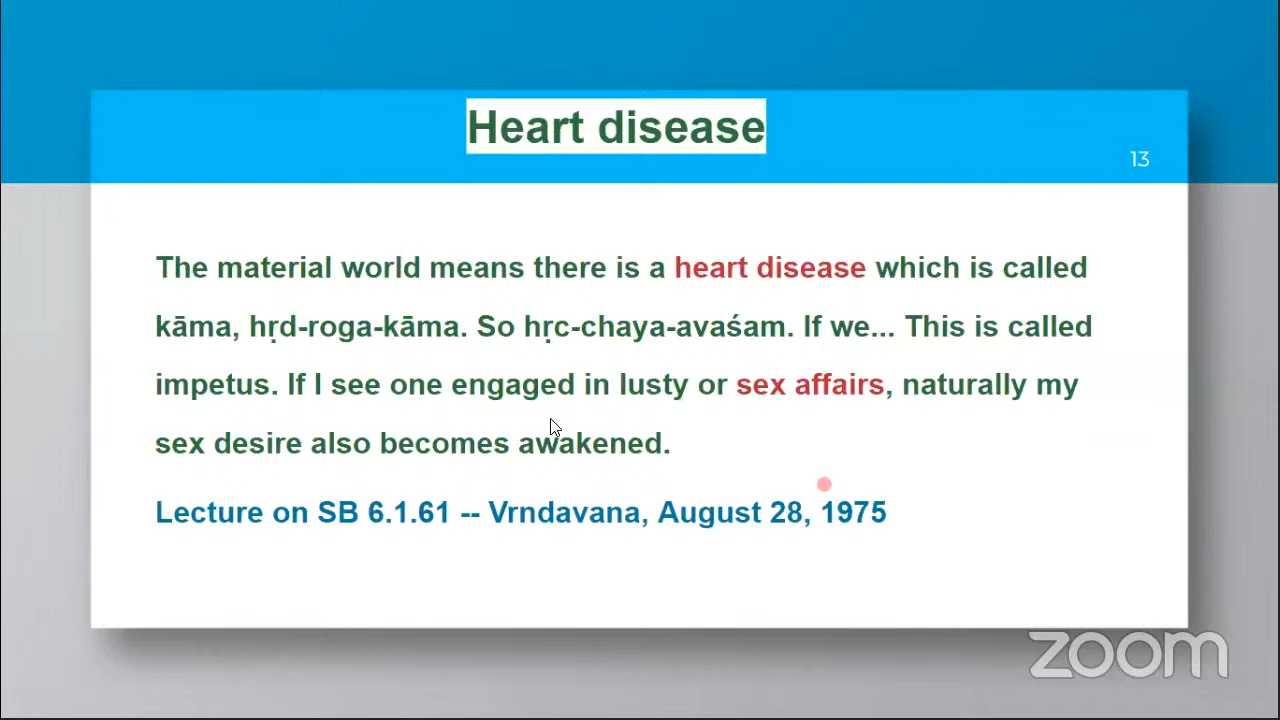 Heart disease
13
The material world means there is a heart disease which is called
kāma, hṛd-roga-kāma. So hṛc-chaya-avaśam. If we... This is called
impetus. If I see one engaged in lusty or sex affairs, naturally my
sex desire also becomes awakened.
Lecture on SB 6.1.61 -- Vrndavana, August 28, 1975
zoom